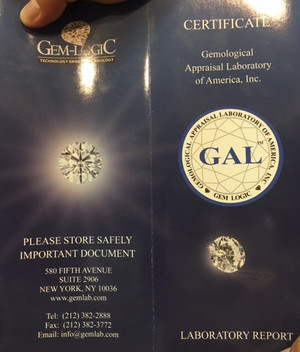 GEM-LOGIC
TECHNOLOGY DRIVEN GEMOLOGY
PLEASE STORE SAFELY
IMPORTANT DOCUMENT
580 FIFTH AVENUE
SUITE 2906
NEW YORK, NY 10036
www.gemlab.com
Tel: (212) 382-2888
Fax: (212) 382-3772
Email: info@gemlab.com
CERTIFICATE
Gemological
Appraisal Laboratory
of America, Inc.
GEMOLOGICAL APPRAISAL LABORATORY OF AMERICA, INC.
GAL™
GEM LOGIC
LABORATORY REPORT